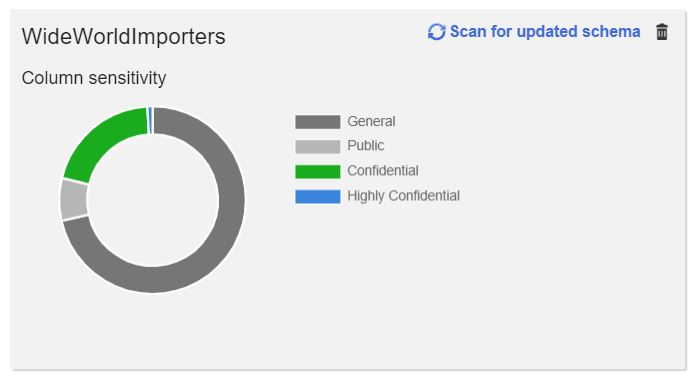 WideWorldImporters
Scan for updated schema
Column sensitivity
General
Public
Confidential
Highly Confidential